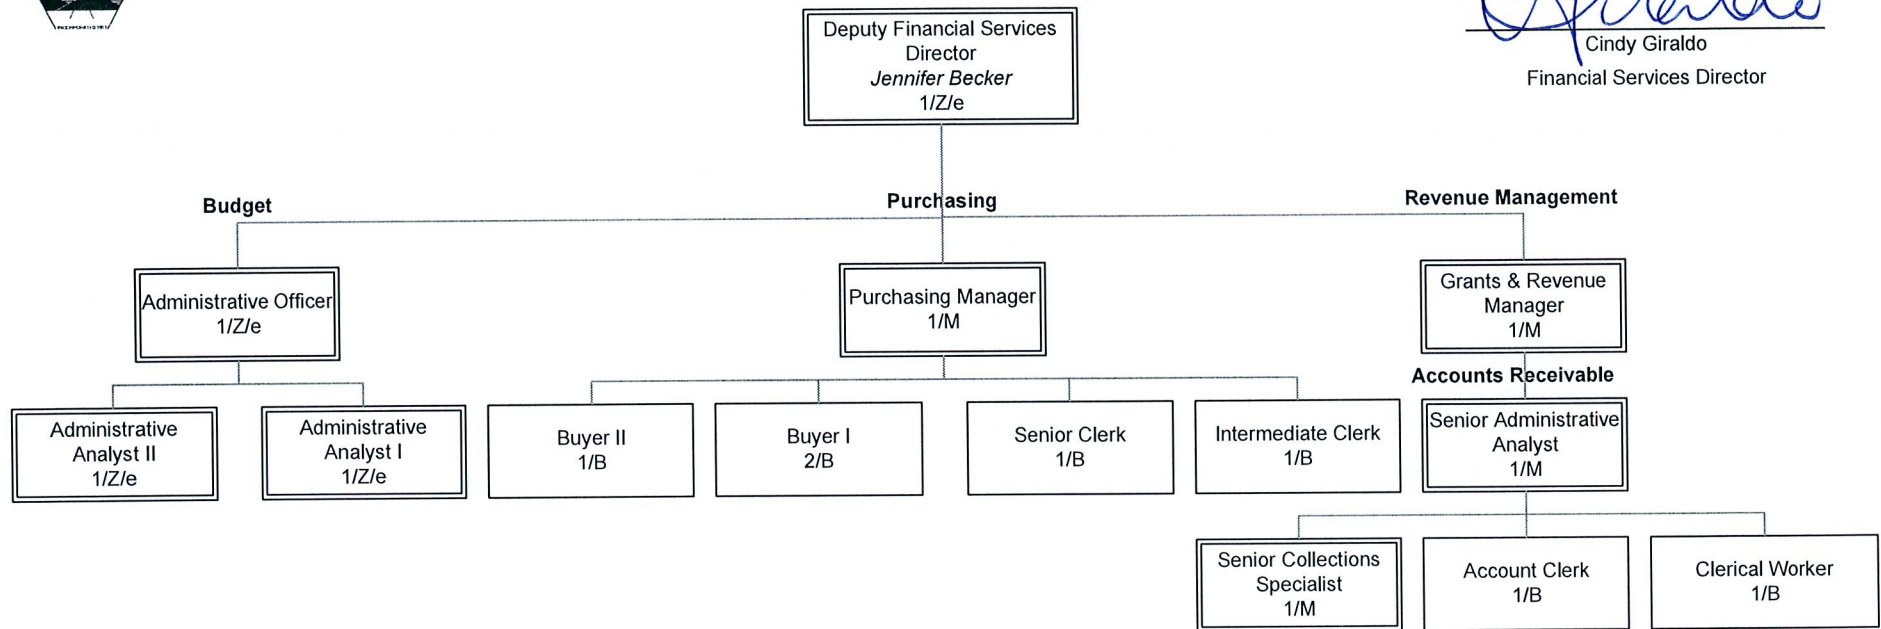 Deputy Financial Services
Director
Jennifer Becker
1/Z/e
Cindy Giraldo
Financial Services Director
Budget
Purchasing
Revenue Management
Administrative Officer
1/Z/e
Purchasing Manager
1/M
Grants & Revenue
Manager
1/M
Accounts Receivable
Administrative
Analyst II
1/Z/e
Administrative
Analyst I
1/Z/e
Buyer II
1/B
Buyer I
2/B
Senior Clerk
1/B
Intermediate Clerk
1/B
Senior Administrative
Analyst
1/M
Senior Collections
Specialist
1/M
Account Clerk
1/B
Clerical Worker
1/B